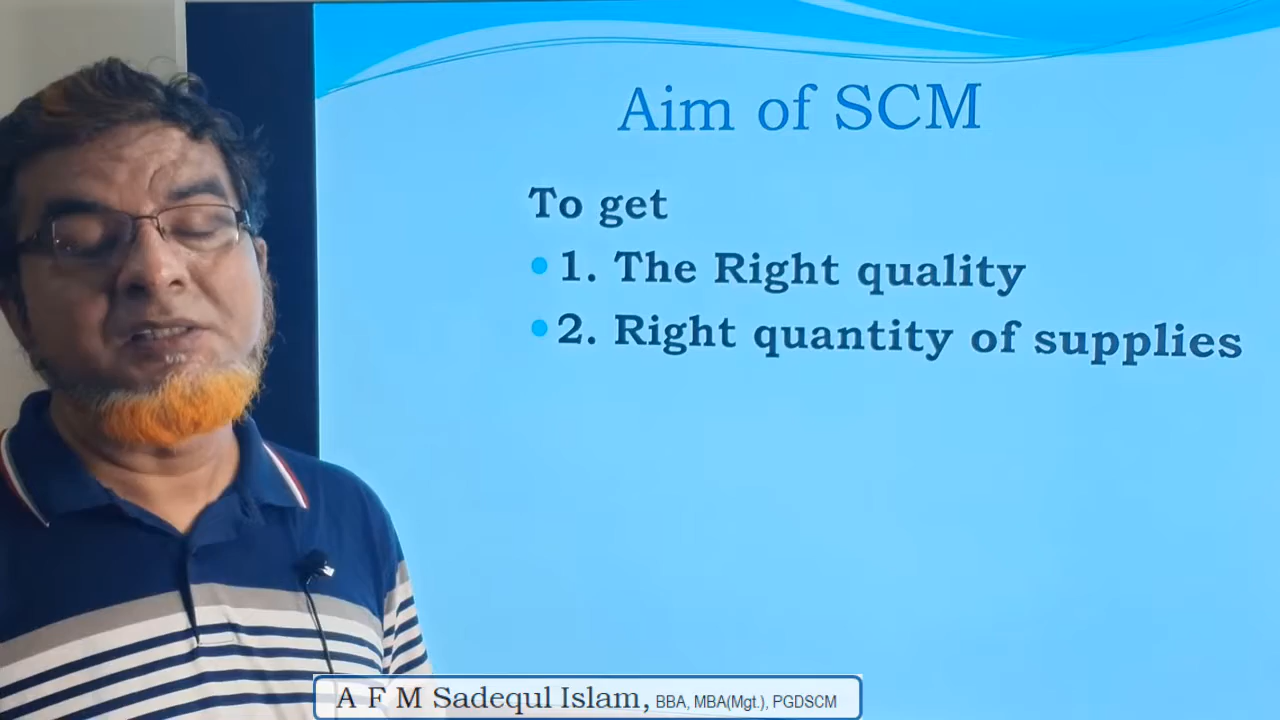 Aim of SCM
To get
1. The Right quality
2. Right quantity of supplies
A F M Sadequl Islam, BBA, MBA(Mgt.), PGDSCM